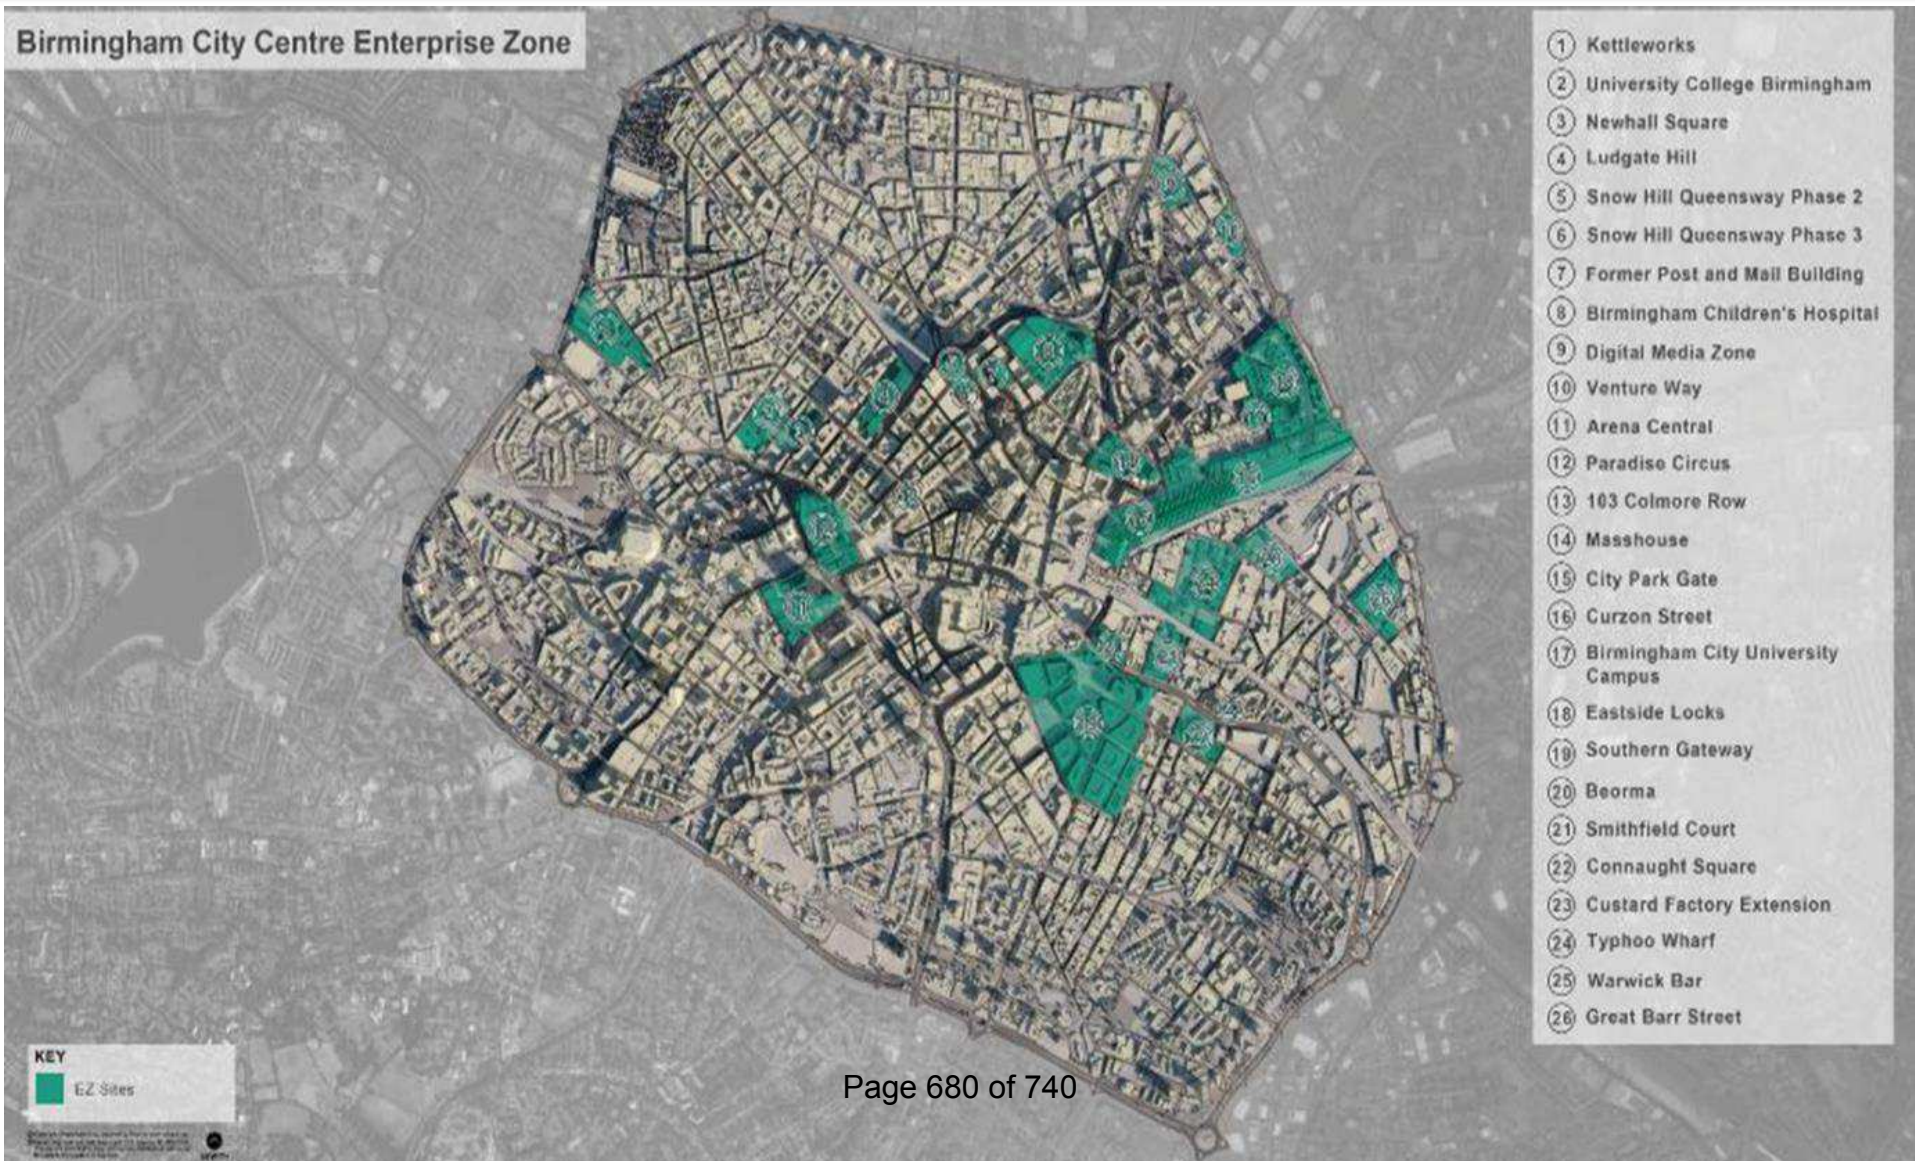 Birmingham City Centre Enterprise Zone
1 Kettleworks
2 University College Birmingham
3 Newhall Square
4 Ludgate Hill
5 Snow Hill Queensway Phase 2
6 Snow Hill Queensway Phase 3
7 Former Post and Mail Building
8 Birmingham Children's Hospital
9 Digital Media Zone
10 Venture Way
11 Arena Central
12 Paradise Circus
13 103 Colmore Row
14 Masshouse
15 City Park Gate
16 Curzon Street
17 Birmingham City University
Campus
18 Eastside Locks
19 Southern Gateway
20 Beorma
21 Smithfield Court
22 Connaught Square
23 Custard Factory Extension
24 Typhoo Wharf
25 Warwick Bar
26 Great Barr Street
KEY
EZ Sites
Page 680 of 740